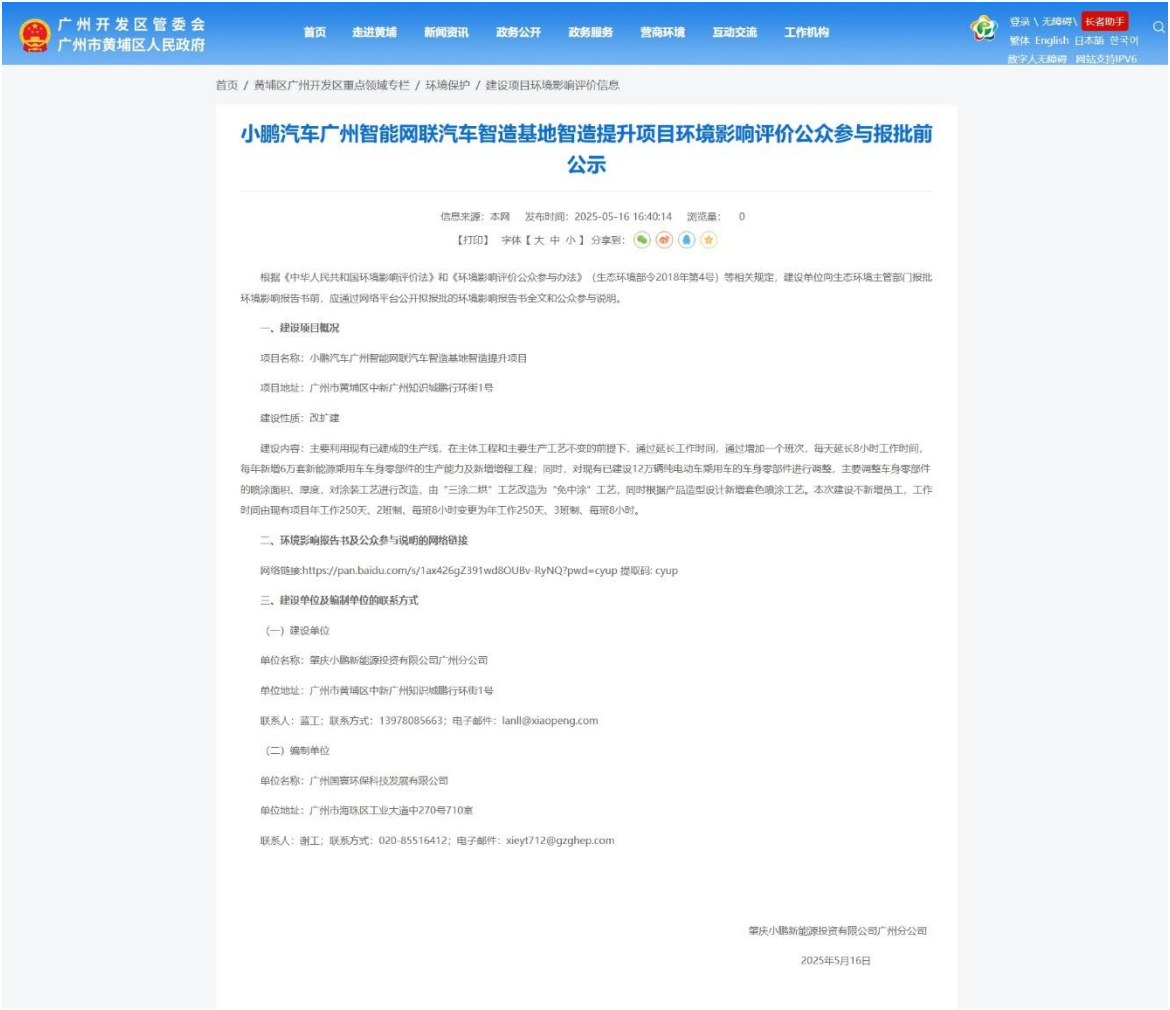 广州开发区管委会
广州市黄埔区人民政府
首页 走进黄埔 新闻资讯 政务公开 政务服务 营商环境 互动交流 工作机构
登录 \ 无障碍 \ 长者助手
繁体 English 日本語 한국어
数字人无障碍 网站支持IPV6
首页 / 黄埔区广州开发区重点领域专栏 / 环境保护 / 建设项目环境影响评价信息
小鹏汽车广州智能网联汽车智造基地智造提升项目环境影响评价公众参与报批前
公示
信息来源：本网 发布时间：2025-05-16 16:40:14 浏览量： 0
【打印】 字体【 大 中 小 】 分享到：
根据《中华人民共和国环境影响评价法》和《环境影响评价公众参与办法》（生态环境部令2018年第4号）等相关规定，建设单位向生态环境主管部门报批
环境影响报告书前，应通过网络平台公开拟报批的环境影响报告书全文和公众参与说明。
一、建设项目概况
项目名称：小鹏汽车广州智能网联汽车智造基地智造提升项目
项目地址：广州市黄埔区中新广州知识城鹏行环街1号
建设性质：改扩建
建设内容：主要利用现有已建成的生产线，在主体工程和主要生产工艺不变的前提下，通过延长工作时间，通过增加一个班次，每天延长8小时工作时间，
每年新增6万套新能源乘用车车身零部件的生产能力及新增增程工程；同时，对现有已建设12万辆纯电动车乘用车的车身零部件进行调整，主要调整车身零部件
的喷涂面积、厚度，对涂装工艺进行改造，由“三涂二烘”工艺改造为“免中涂”工艺，同时根据产品造型设计新增套色喷涂工艺。本次建设不新增员工，工作
时间由现有项目年工作250天、2班制、每班8小时变更为年工作250天、3班制、每班8小时。
二、环境影响报告书及公众参与说明的网络链接
网络链接:https://pan.baidu.com/s/1ax426gZ391wd8OUBv-RyNQ?pwd=cyup 提取码: cyup
三、建设单位及编制单位的联系方式
（一）建设单位
单位名称：肇庆小鹏新能源投资有限公司广州分公司
单位地址：广州市黄埔区中新广州知识城鹏行环街1号
联系人：蓝工；联系方式：13978085663；电子邮件：lanll@xiaopeng.com
（二）编制单位
单位名称：广州国寰环保科技发展有限公司
单位地址：广州市海珠区工业大道中270号710室
联系人：谢工；联系方式：020-85516412；电子邮件：xieyt712@gzghep.com
肇庆小鹏新能源投资有限公司广州分公司
2025年5月16日